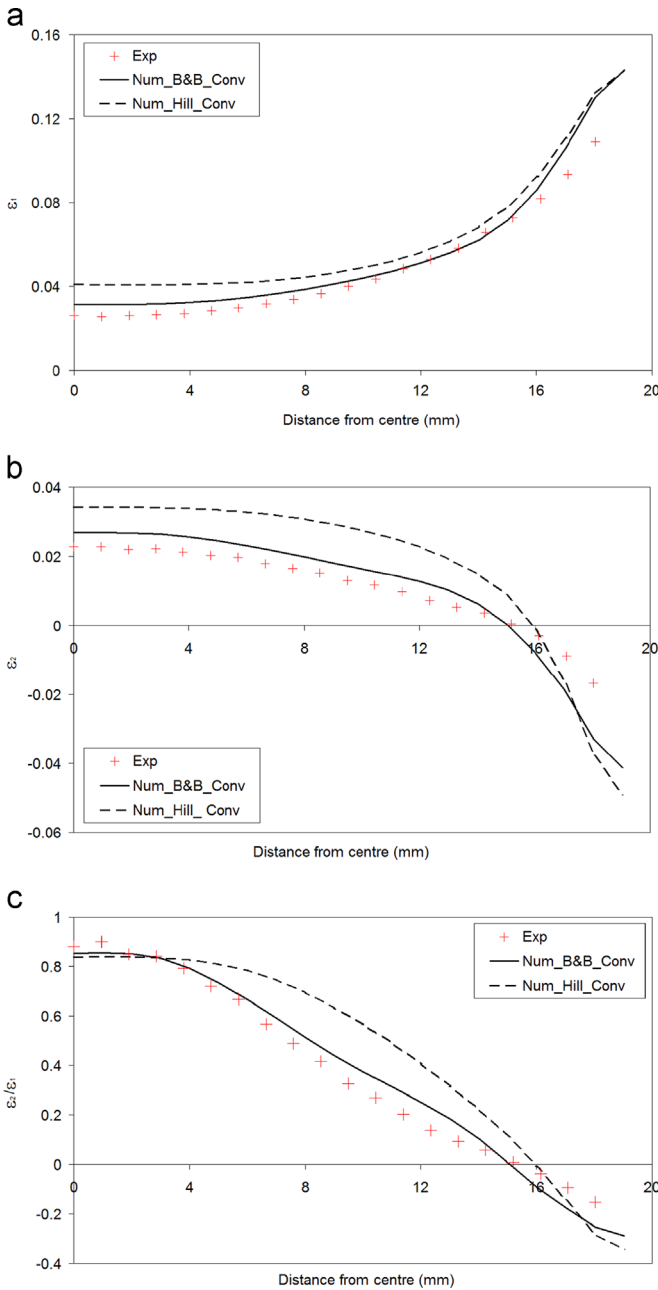 a
0.16
0.12
0.08
0.04
0
ε1
Exp
Num_B&B_Conv
Num_Hill_Conv
0 4 8 12 16 20
Distance from centre (mm)
b
0.04
0.02
0
-0.02
-0.04
-0.06
ε2
0 4 8 12 16 20
Exp
Num_B&B_Conv
Num_Hill_ Conv
Distance from centre (mm)
c
1
0.8
0.6
0.4
0.2
0
-0.2
-0.4
ε2/ε1
Exp
Num_B&B_Conv
Num_Hill_Conv
0 4 8 12 16 20
Distance from centre (mm)